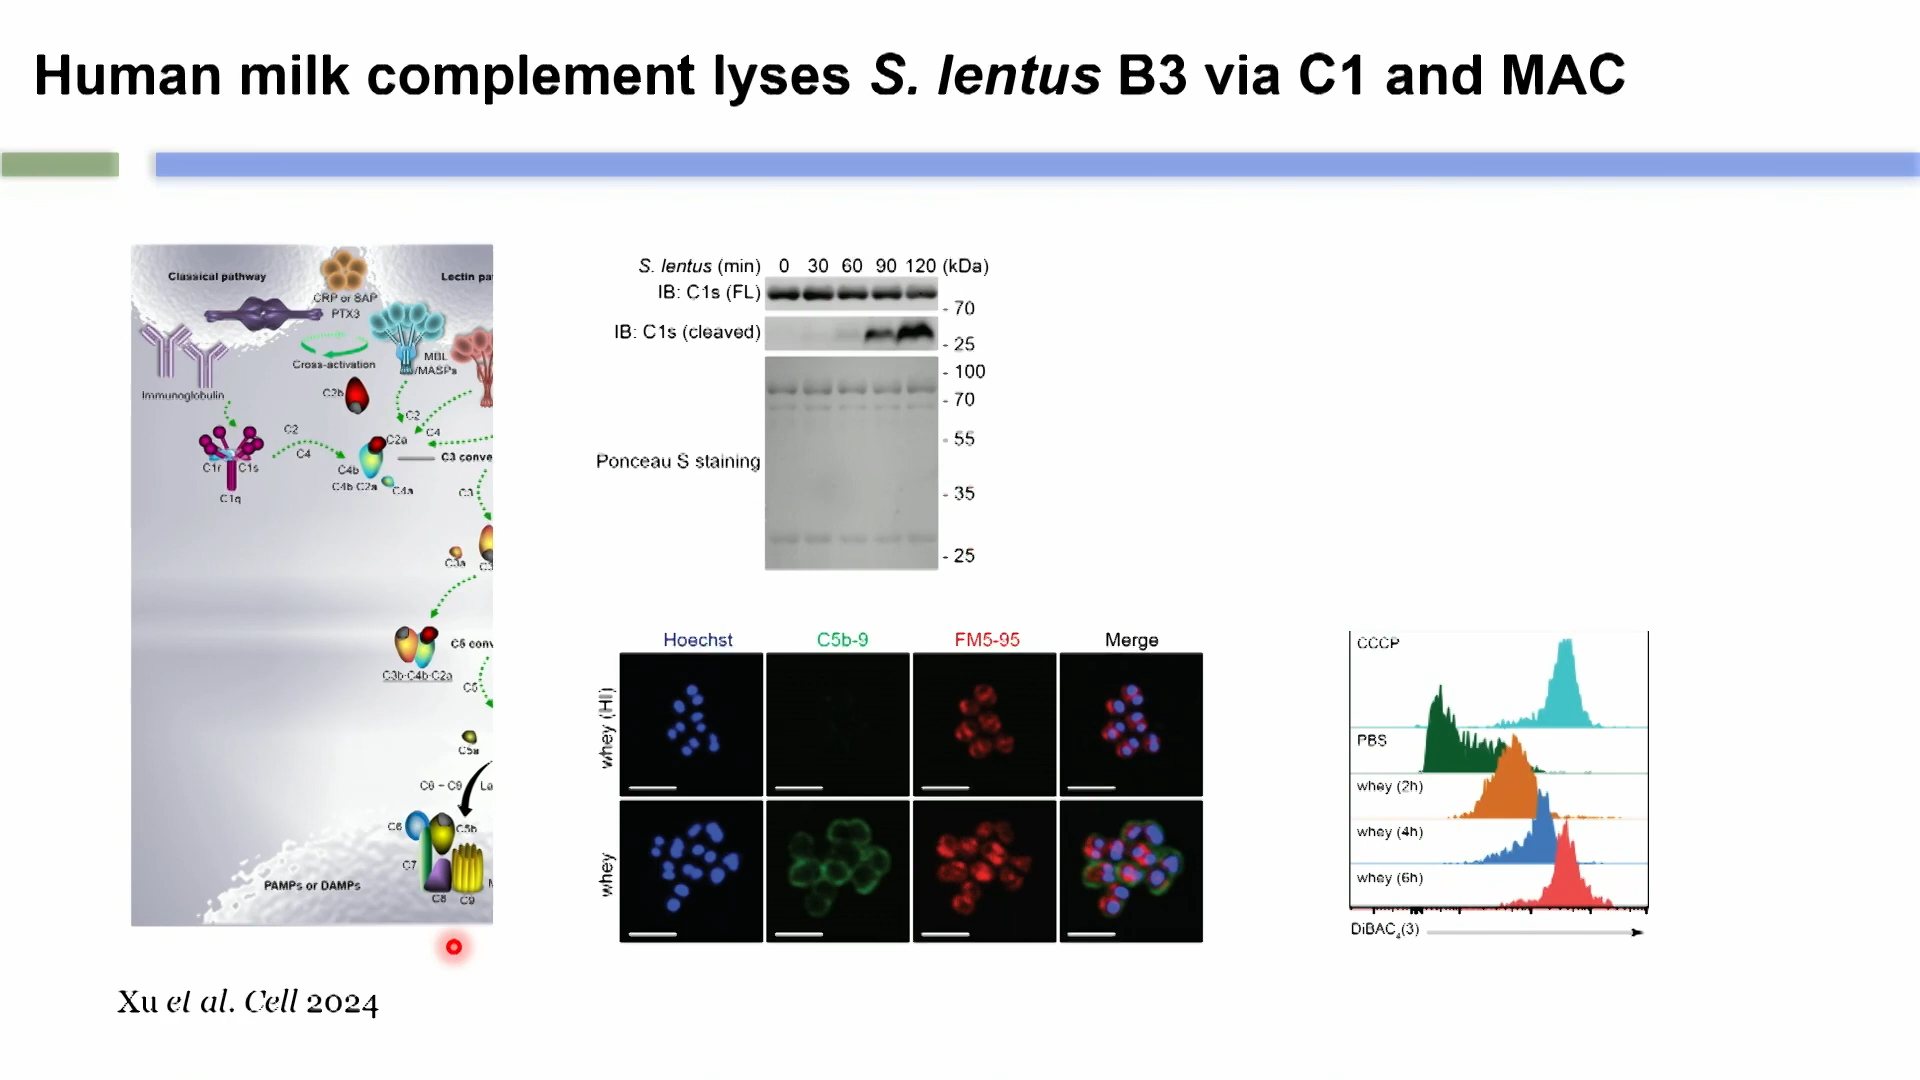 Human milk complement lyses S. lentus B3 via C1 and MAC
Classical pathway
Lectin pa
CRP or SAP
PTX3
Cross-activation
MBL
/MASPs
Immunoglobulin
C2b
C2
C4
C2a
C2
C4
C1r
C1s
C1q
C4b
C4b C2a
C4a
C3 conve
C3
C3a
C3b·C4b·C2a
C5 conv
C5
C5a
C6 – C9
La
C6
C5b
C7
C8
C9
PAMPs or DAMPs
S. lentus (min) 0 30 60 90 120 (kDa)
IB: C1s (FL)
- 70
IB: C1s (cleaved)
- 25
- 100
- 70
- 55
Ponceau S staining
- 35
- 25
Hoechst C5b-9 FM5-95 Merge
whey (HI)
whey
CCCP
PBS
whey (2h)
whey (4h)
whey (6h)
DiBAC4(3)
Xu et al. Cell 2024